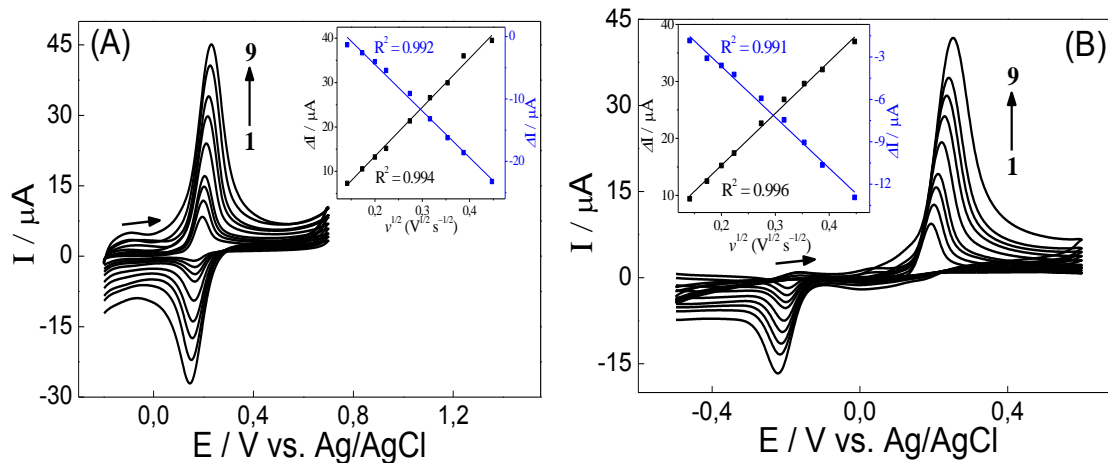 (A)
45
30
15
0
-15
-30
I / μA
0,0 0,4 0,8 1,2
E / V vs. Ag/AgCl
9
1
40
30
20
10
ΔI / μA
0
-10
-20
ΔI / μA
R² = 0.992
R² = 0.994
0,2 0,3 0,4
v^1/2 (V^1/2 s^−1/2)
(B)
45
30
15
0
-15
I / μA
-0,4 0,0 0,4
E / V vs. Ag/AgCl
9
1
40
30
20
10
ΔI / μA
-3
-6
-9
-12
ΔI / μA
R² = 0.991
R² = 0.996
0,2 0,3 0,4
v^1/2 (V^1/2 s^−1/2)